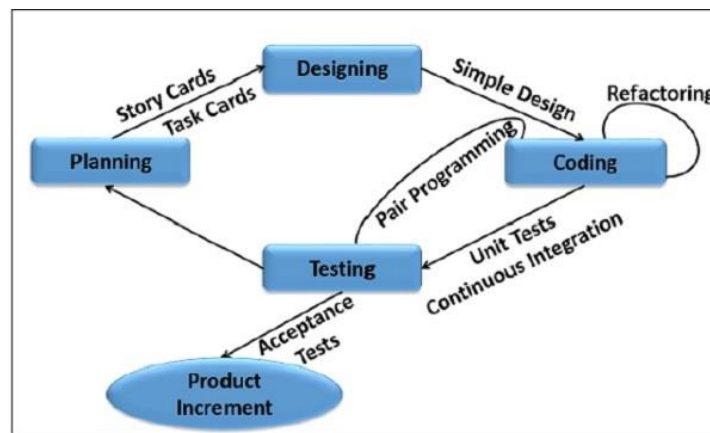 Designing
Story Cards
Task Cards
Simple Design
Refactoring
Planning
Pair Programming
Coding
Testing
Unit Tests
Continuous Integration
Acceptance
Tests
Product
Increment